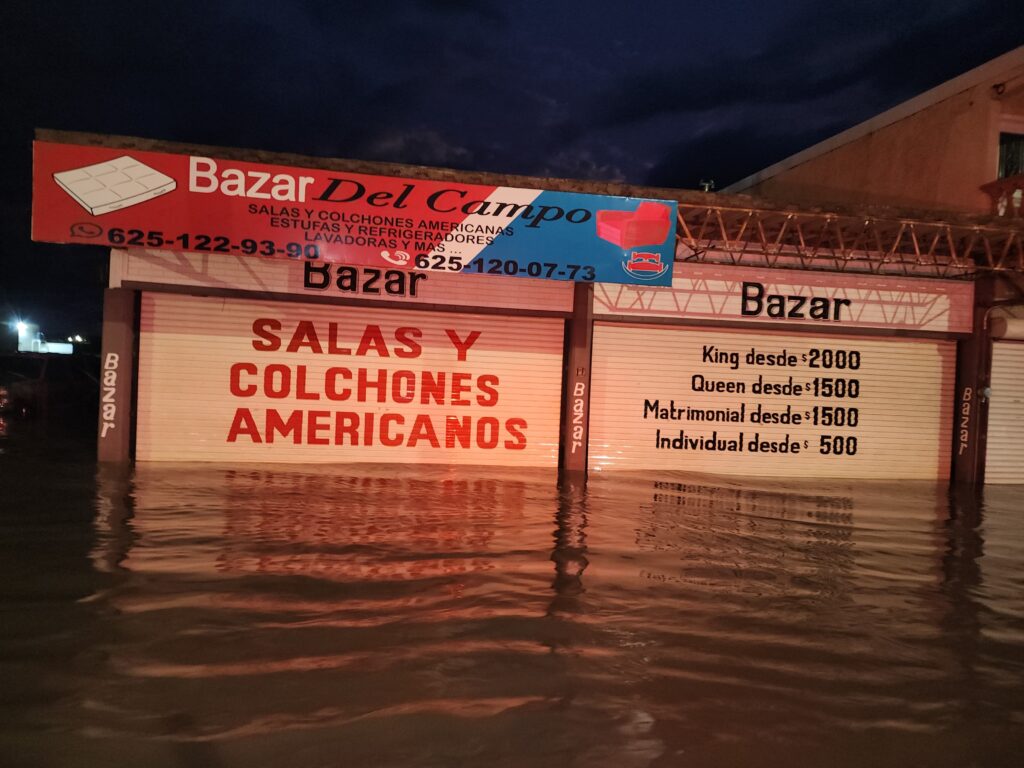 Bazar Del Campo
SALAS Y COLCHONES AMERICANAS
ESTUFAS Y REFRIGERADORES
LAVADORAS Y MAS ...
625-122-93-90
625-120-07-73
Bazar
Bazar
SALAS Y
COLCHONES
AMERICANOS
King desde $2000
Queen desde $1500
Matrimonial desde $1500
Individual desde $ 500
Bazar
Bazar
Bazar